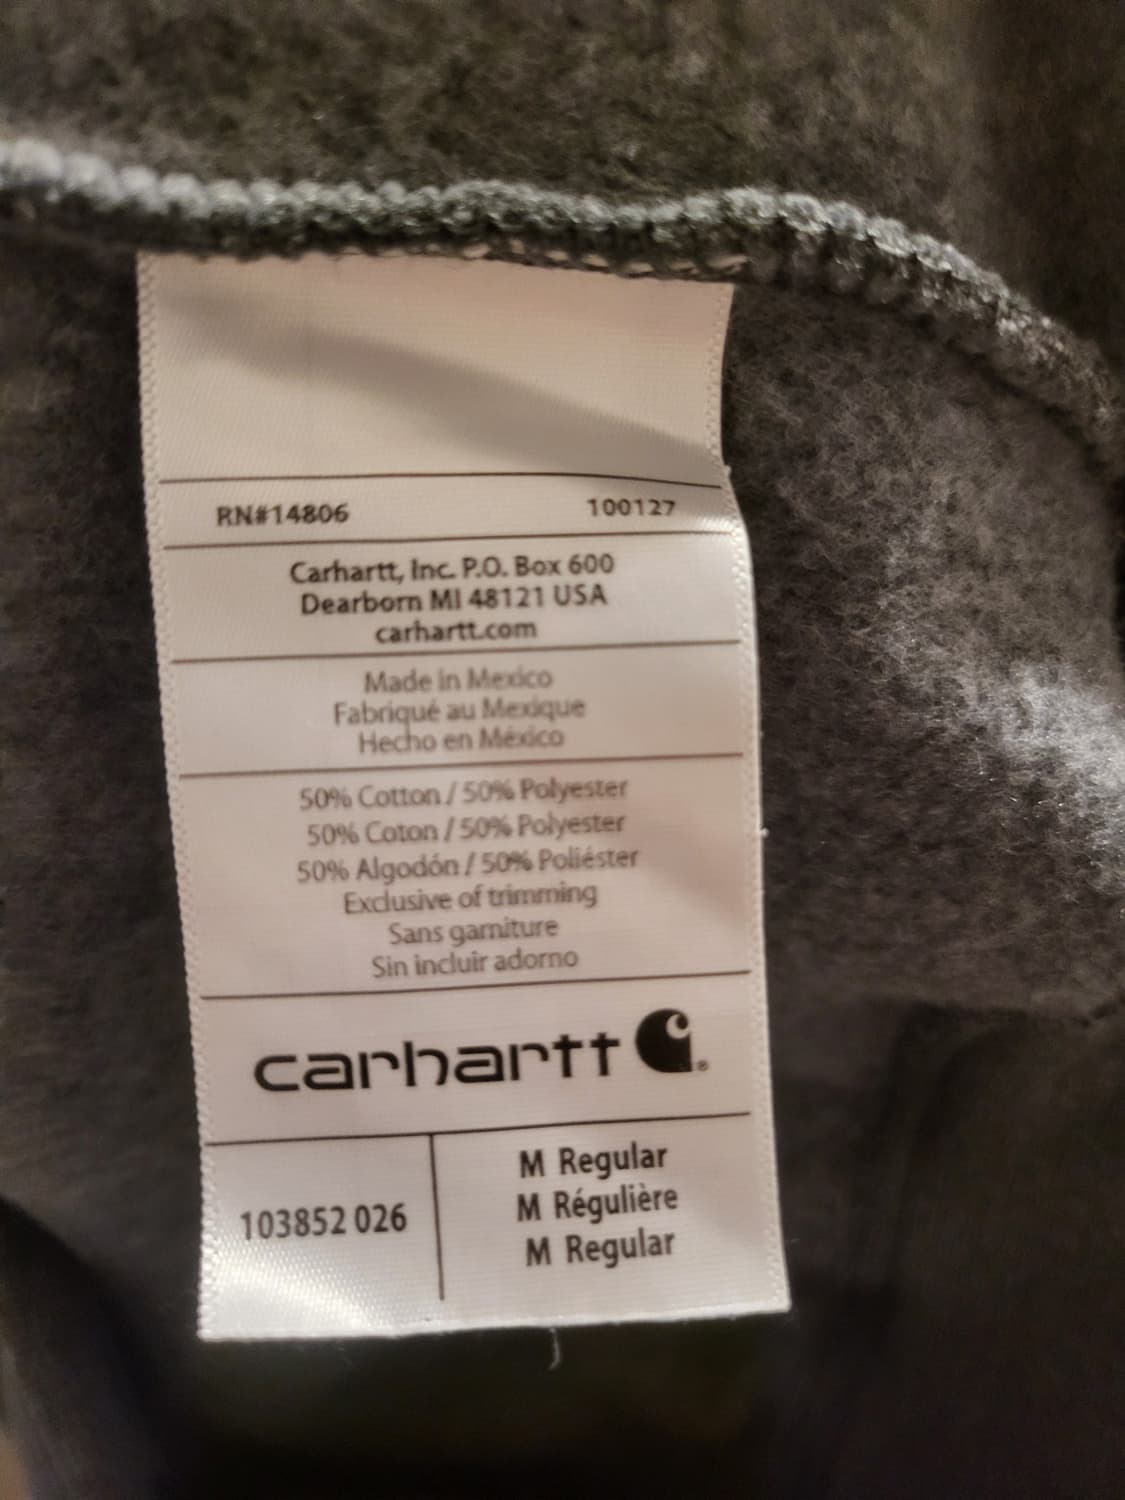 RN#14806 100127
Carhartt, Inc. P.O. Box 600
Dearborn MI 48121 USA
carhartt.com
Made in Mexico
Fabriqué au Mexique
Hecho en México
50% Cotton / 50% Polyester
50% Coton / 50% Polyester
50% Algodón / 50% Poliéster
Exclusive of trimming
Sans garniture
Sin incluir adorno
carhartt ®
103852 026
M Regular
M Régulière
M Regular